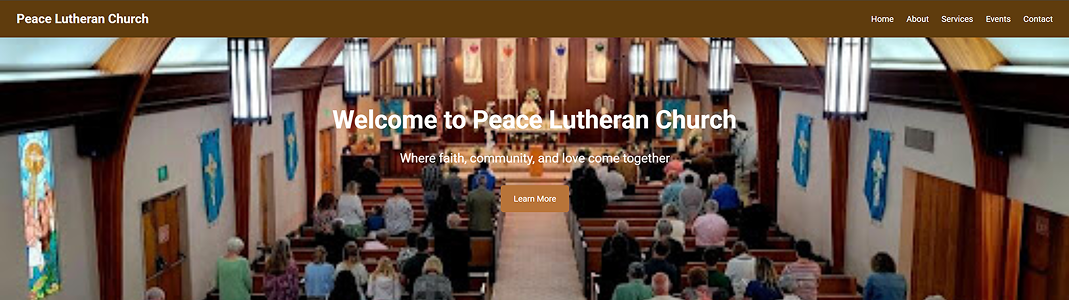 Peace Lutheran Church
Home About Services Events Contact
Welcome to Peace Lutheran Church
Where faith, community, and love come together
Learn More